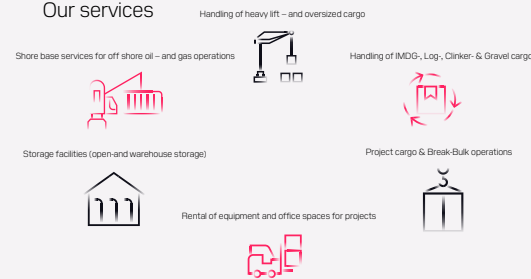 Our services
Handling of heavy lift – and oversized cargo
Shore base services for off shore oil – and gas operations
Handling of IMDG-, Log-, Clinker- & Gravel cargo
Storage facilities (open-and warehouse storage)
Project cargo & Break-Bulk operations
Rental of equipment and office spaces for projects